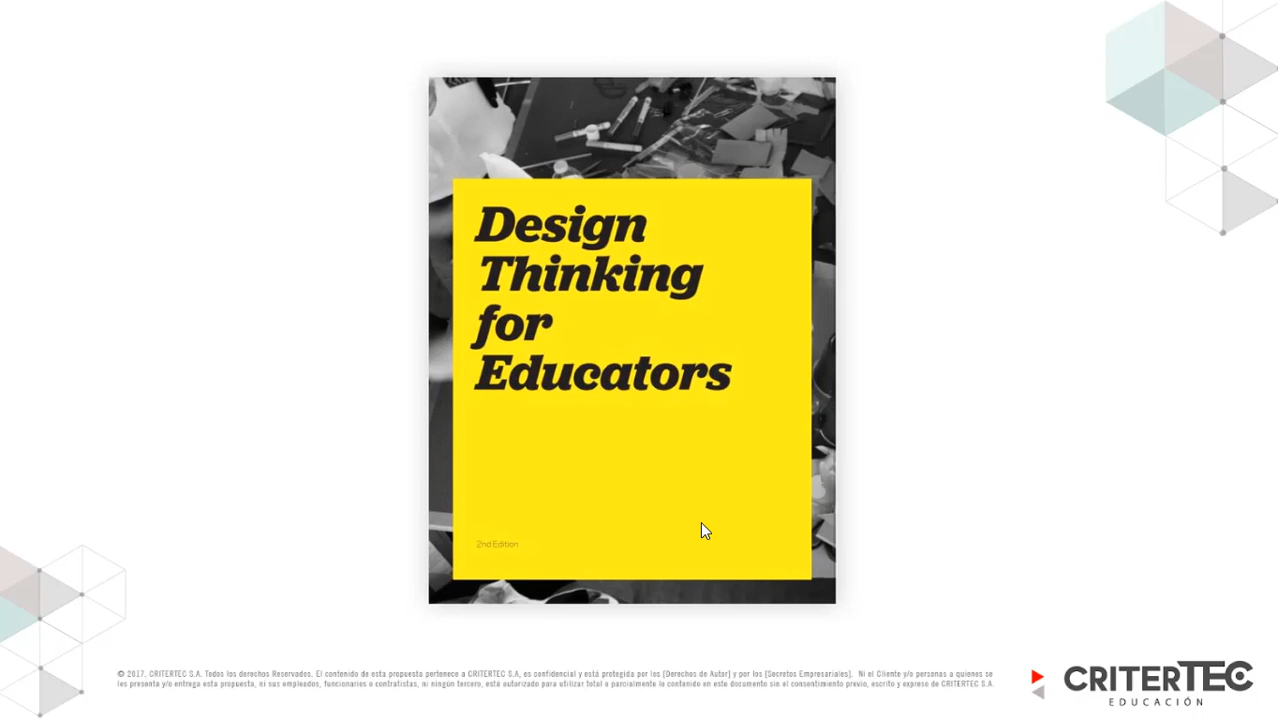 Design
Thinking
for
Educators
2nd Edition
© 2017, CRITERTEC S.A. Todos los derechos Reservados. El contenido de esta propuesta pertenece a CRITERTEC S.A, es confidencial y está protegida por los [Derechos de Autor] y por los [Secretos Empresariales]. Ni el Cliente y/o personas a quienes se
les presenta y/o entrega esta propuesta, ni sus empleados, funcionarios o contratistas, ni ningún tercero, está autorizado para utilizar total o parcialmente lo contenido en este documento sin el consentimiento previo, escrito y expreso de CRITERTEC S.A.
CRITERTEC
EDUCACIÓN